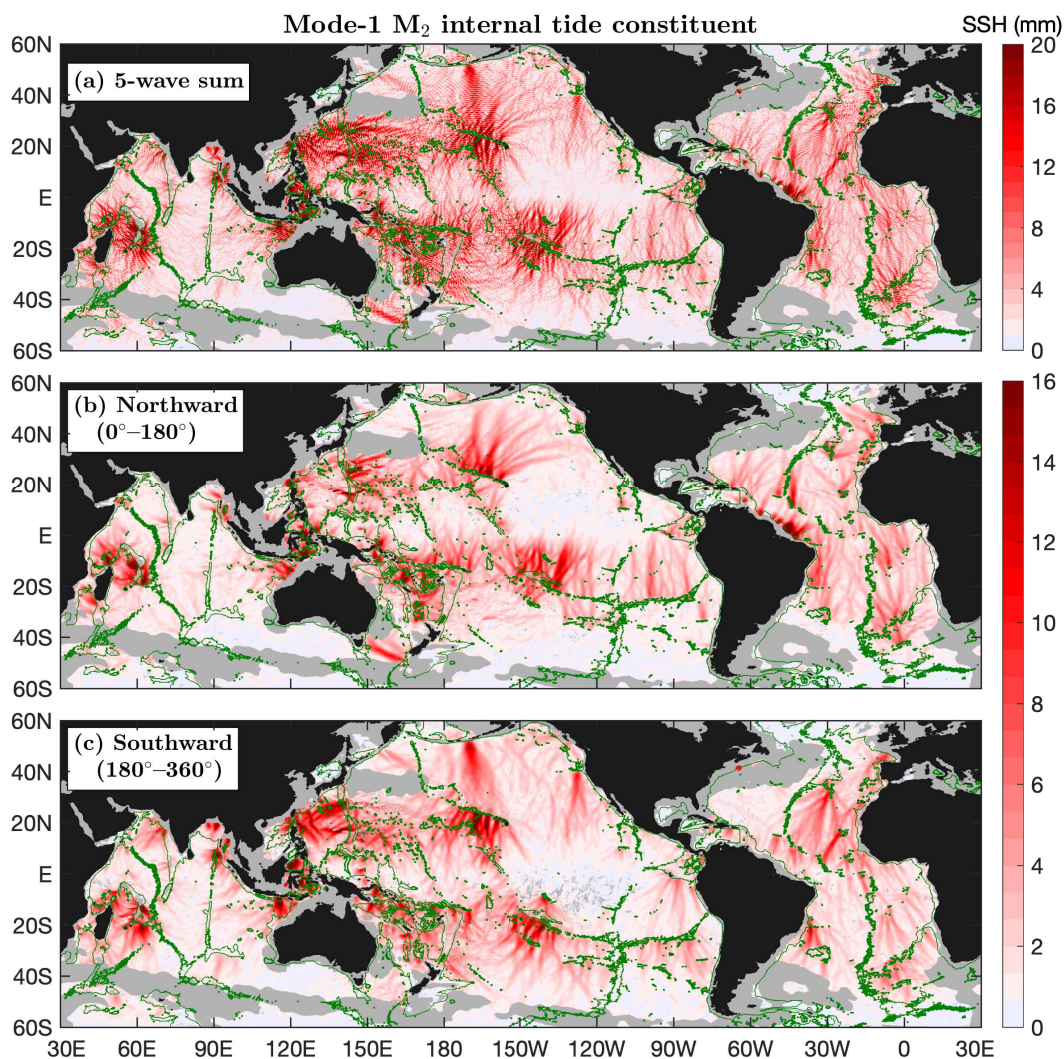 Mode-1 M₂ internal tide constituent
SSH (mm)
60N
40N
20N
E
20S
40S
60S
(a) 5-wave sum
20
16
12
8
4
0
60N
40N
20N
E
20S
40S
60S
(b) Northward
(0°–180°)
16
14
12
10
8
6
4
2
0
60N
40N
20N
E
20S
40S
60S
(c) Southward
(180°–360°)
30E 60E 90E 120E 150E 180 150W 120W 90W 60W 30W 0 30E